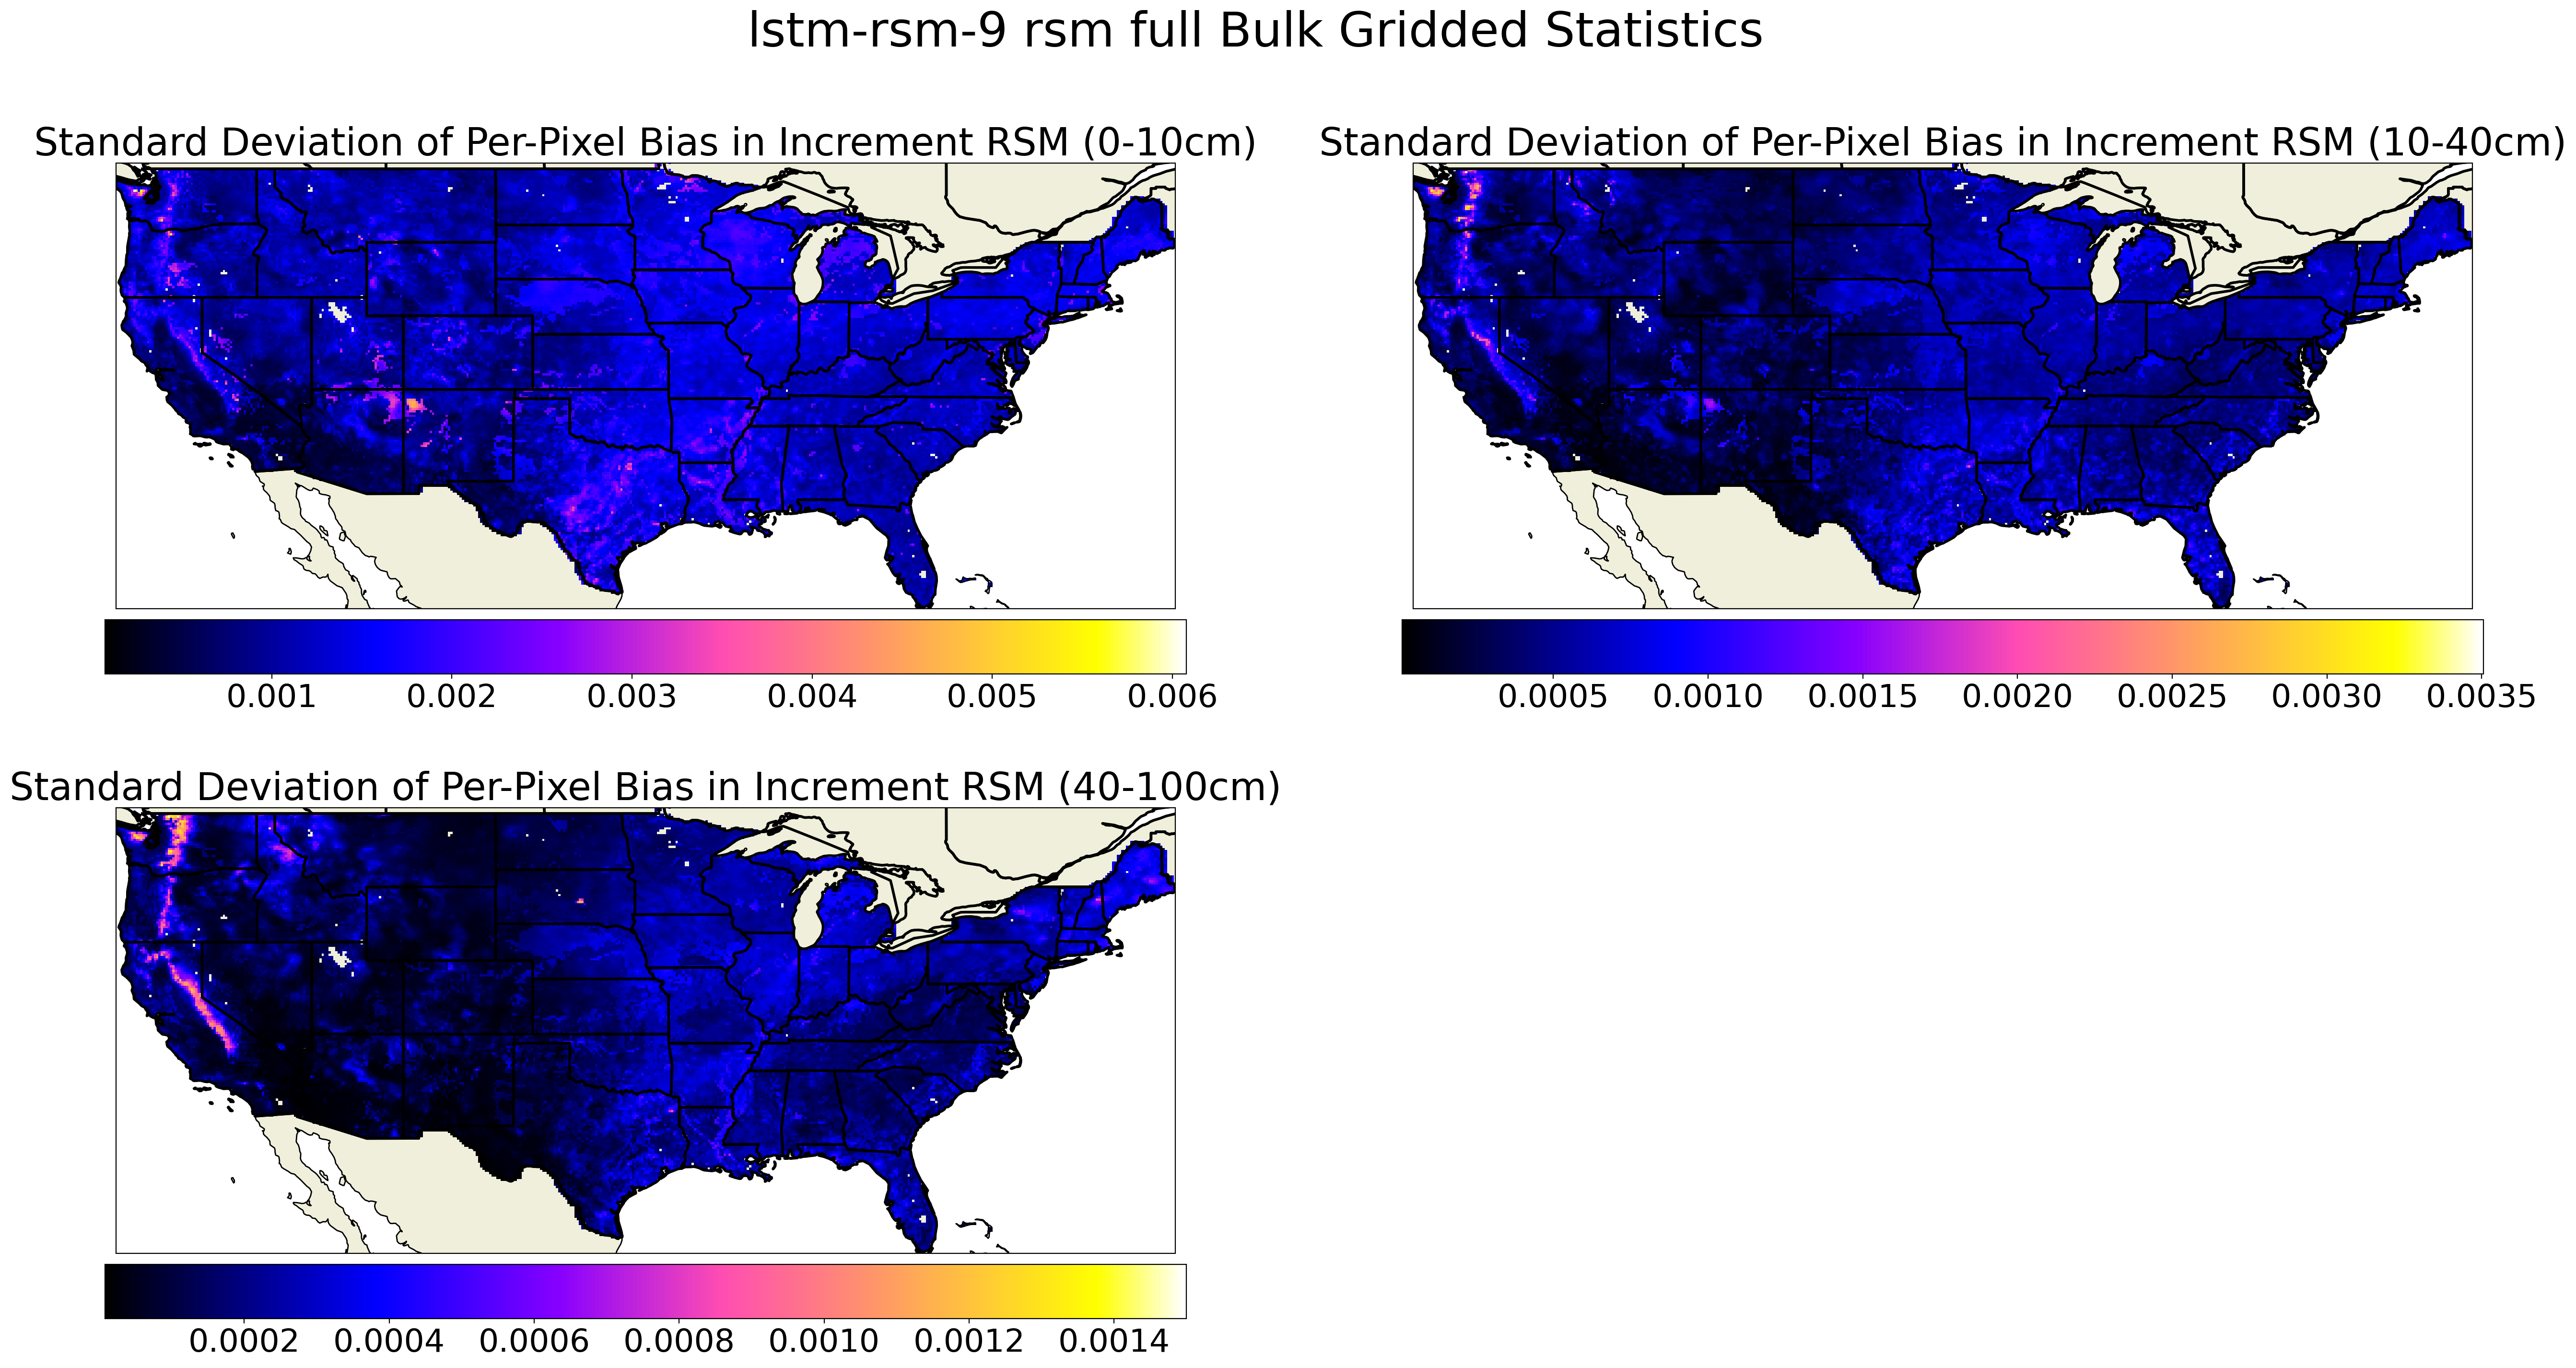 lstm-rsm-9 rsm full Bulk Gridded Statistics
Standard Deviation of Per-Pixel Bias in Increment RSM (0-10cm)
Standard Deviation of Per-Pixel Bias in Increment RSM (10-40cm)
0.001 0.002 0.003 0.004 0.005 0.006
0.0005 0.0010 0.0015 0.0020 0.0025 0.0030 0.0035
Standard Deviation of Per-Pixel Bias in Increment RSM (40-100cm)
0.0002 0.0004 0.0006 0.0008 0.0010 0.0012 0.0014